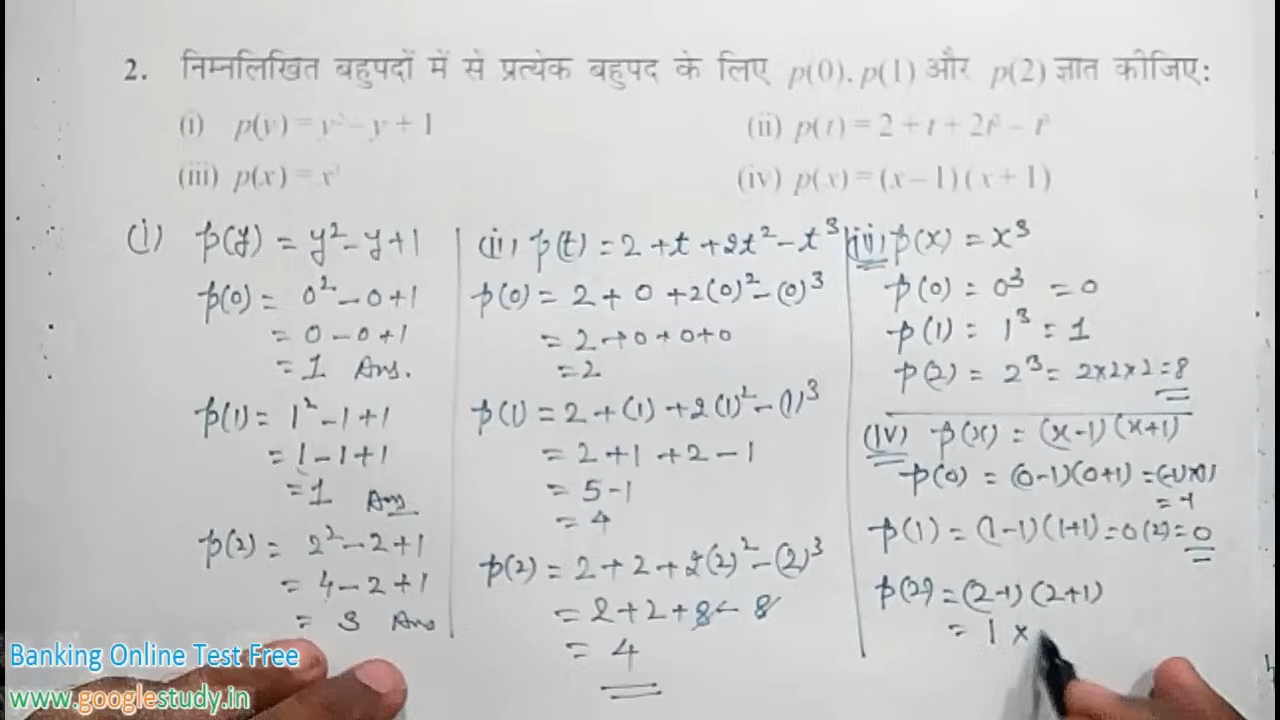 2. निम्नलिखित बहुपदों में से प्रत्येक बहुपद के लिए p(0), p(1) और p(2) ज्ञात कीजिए:
(i) p(y) = y² – y + 1
(ii) p(t) = 2 + t + 2t² – t³
(iii) p(x) = x³
(iv) p(x) = (x – 1) (x + 1)
(i) p(y) = y² – y + 1
p(0) = 0² – 0 + 1
= 0 – 0 + 1
= 1 Ans.
p(1) = 1² – 1 + 1
= 1 – 1 + 1
= 1 Ans
p(2) = 2² – 2 + 1
= 4 – 2 + 1
= 3 Ans
(ii) p(t) = 2 + t + 2t² – t³
p(0) = 2 + 0 + 2(0)² – (0)³
= 2 + 0 + 0 + 0
= 2
p(1) = 2 + (1) + 2(1)² – (1)³
= 2 + 1 + 2 – 1
= 5 – 1
= 4
p(2) = 2 + 2 + 2(2)² – (2)³
= 2 + 2 + 8 – 8
= 4
(iii) p(x) = x³
p(0) = 0³ = 0
p(1) = 1³ = 1
p(2) = 2³ = 2×2×2 = 8
(iv) p(x) = (x – 1) (x + 1)
p(0) = (0 – 1)(0 + 1) = (-1)(1)
= -1
p(1) = (1 – 1)(1 + 1) = 0(2) = 0
p(2) = (2 – 1) (2 + 1)
= 1 ×
Banking Online Test Free
www.googlestudy.in